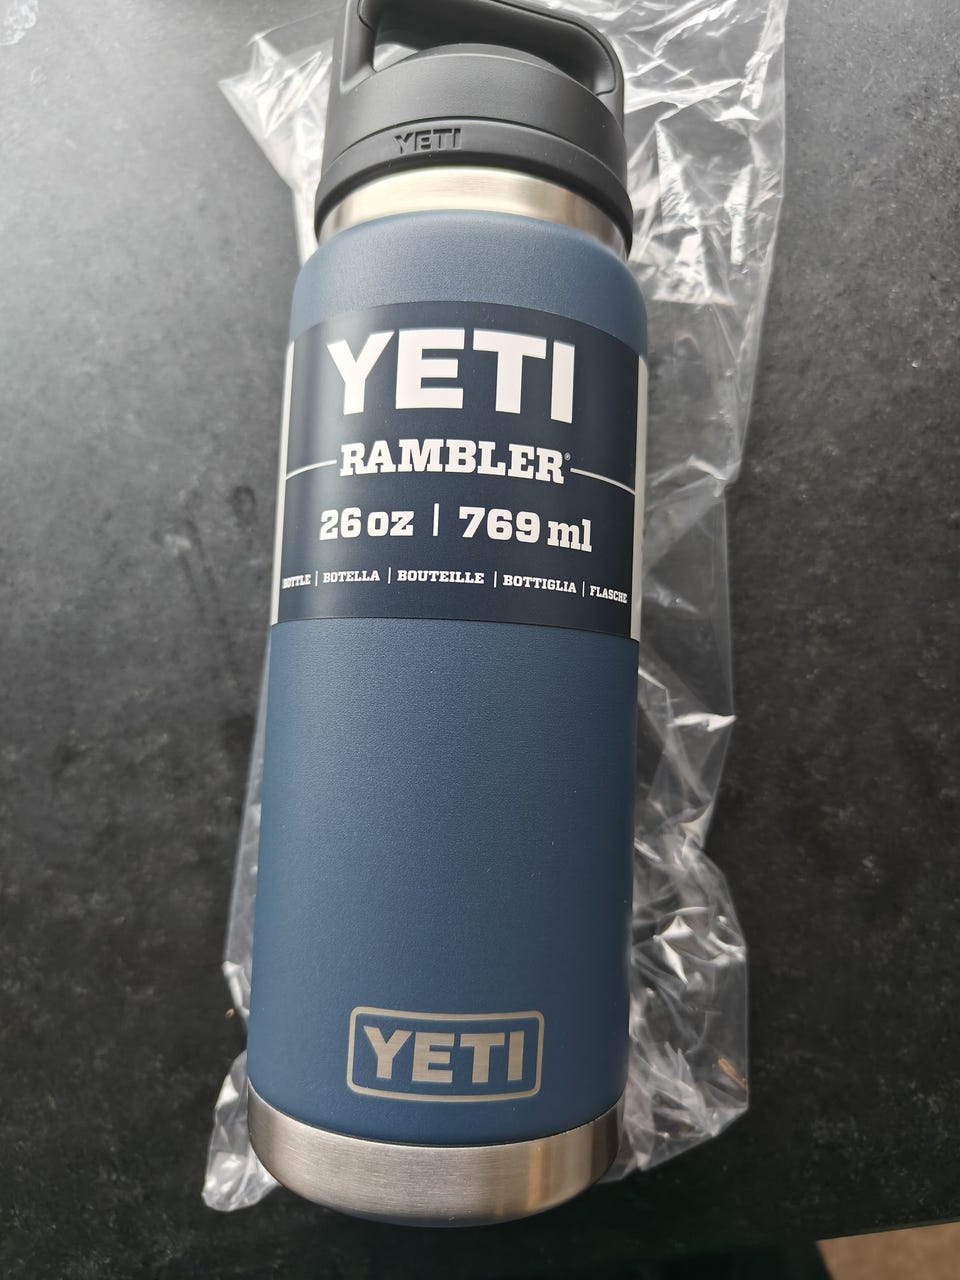 YETI
YETI
RAMBLER®
26 oz | 769 ml
BOTTLE | BOTELLA | BOUTEILLE | BOTTIGLIA | FLASCHE
YETI